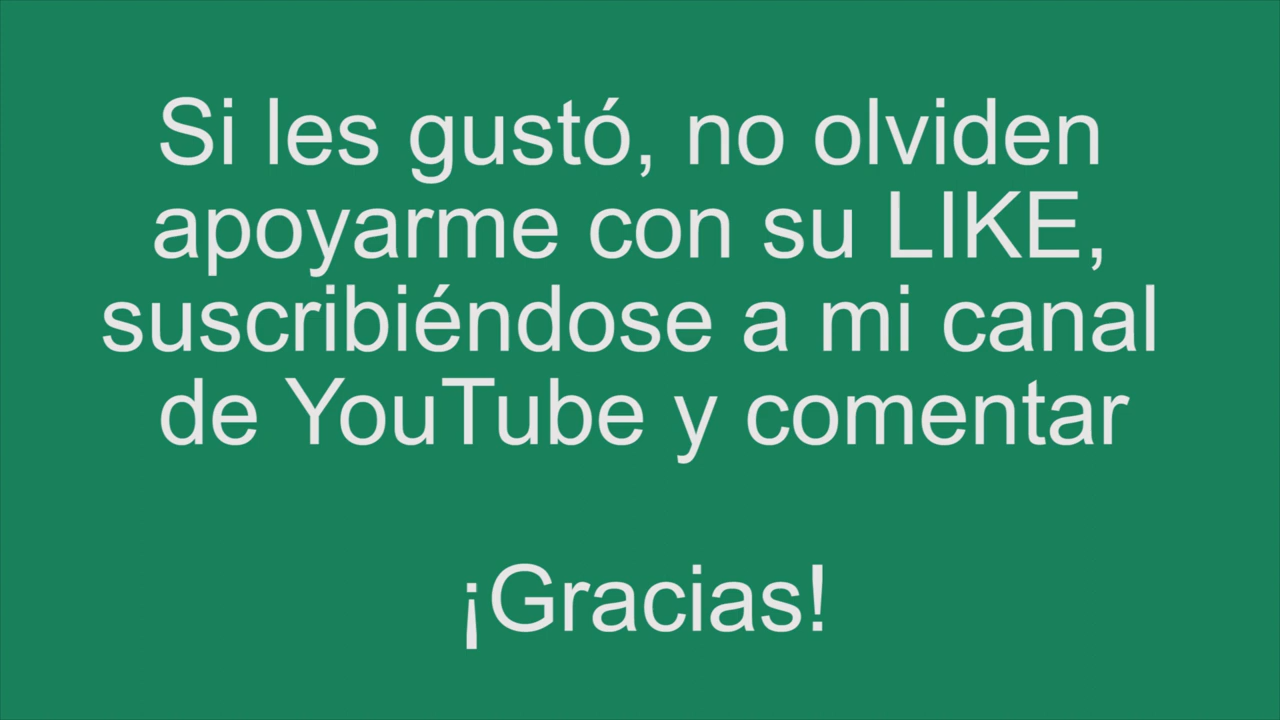 Si les gustó, no olviden
apoyarme con su LIKE,
suscribiéndose a mi canal
de YouTube y comentar
¡Gracias!